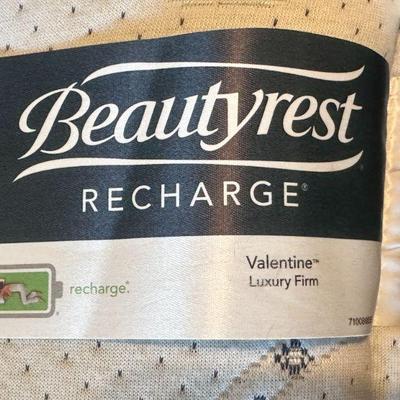 Beautyrest
RECHARGE®
recharge®
Valentine™
Luxury Firm